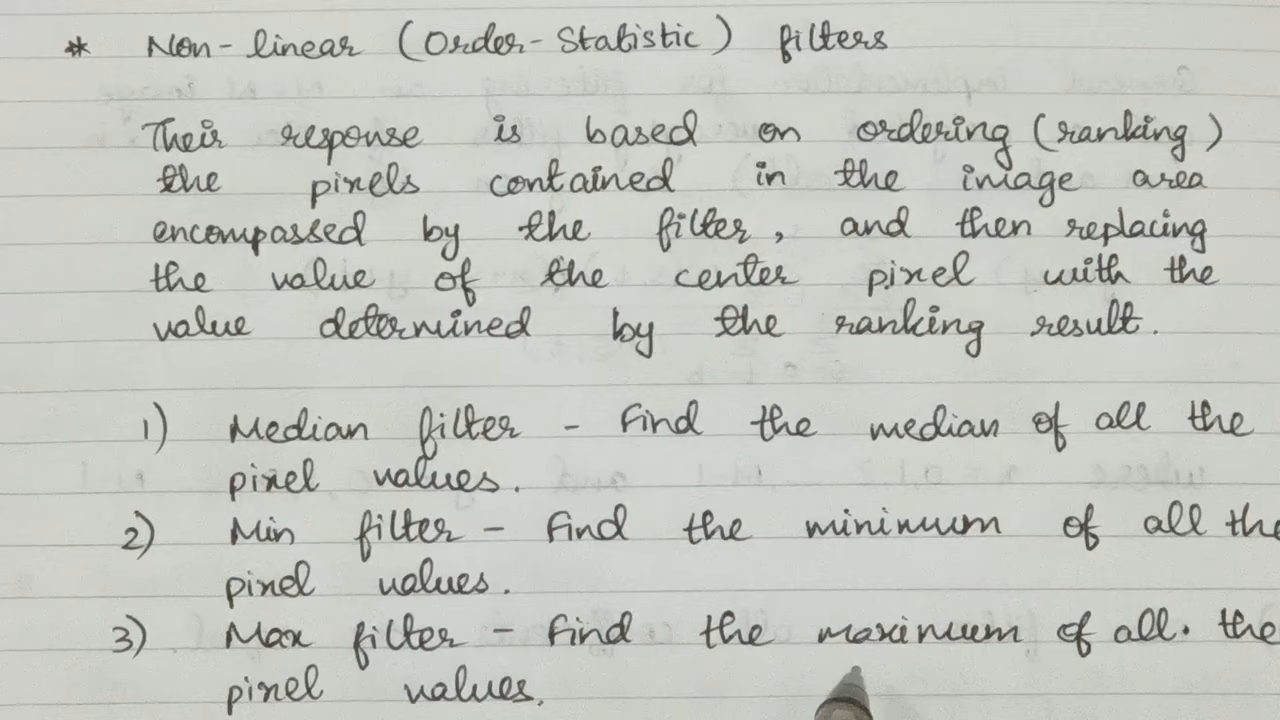 * Non-linear (Order-Statistic) filters
Their response is based on ordering (ranking)
the pixels contained in the image area
encompassed by the filter, and then replacing
the value of the center pixel with the
value determined by the ranking result.
1) Median filter - Find the median of all the
pixel values.
2) Min filter - Find the minimum of all the
pixel values.
3) Max filter - Find the maximum of all. the
pixel values.